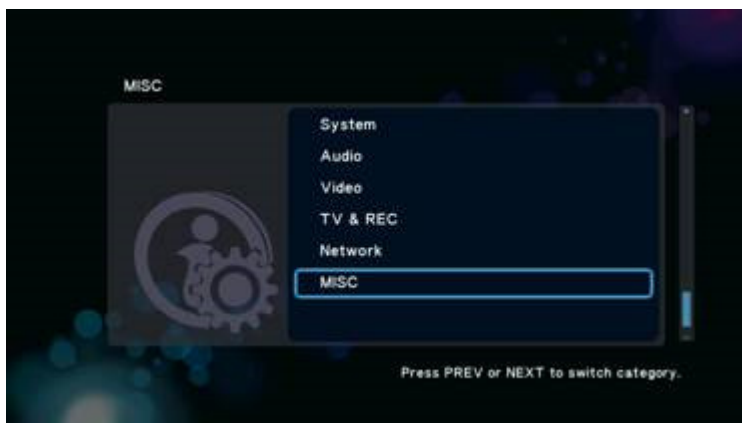 MISC
System
Audio
Video
TV & REC
Network
MISC
Press PREV or NEXT to switch category.